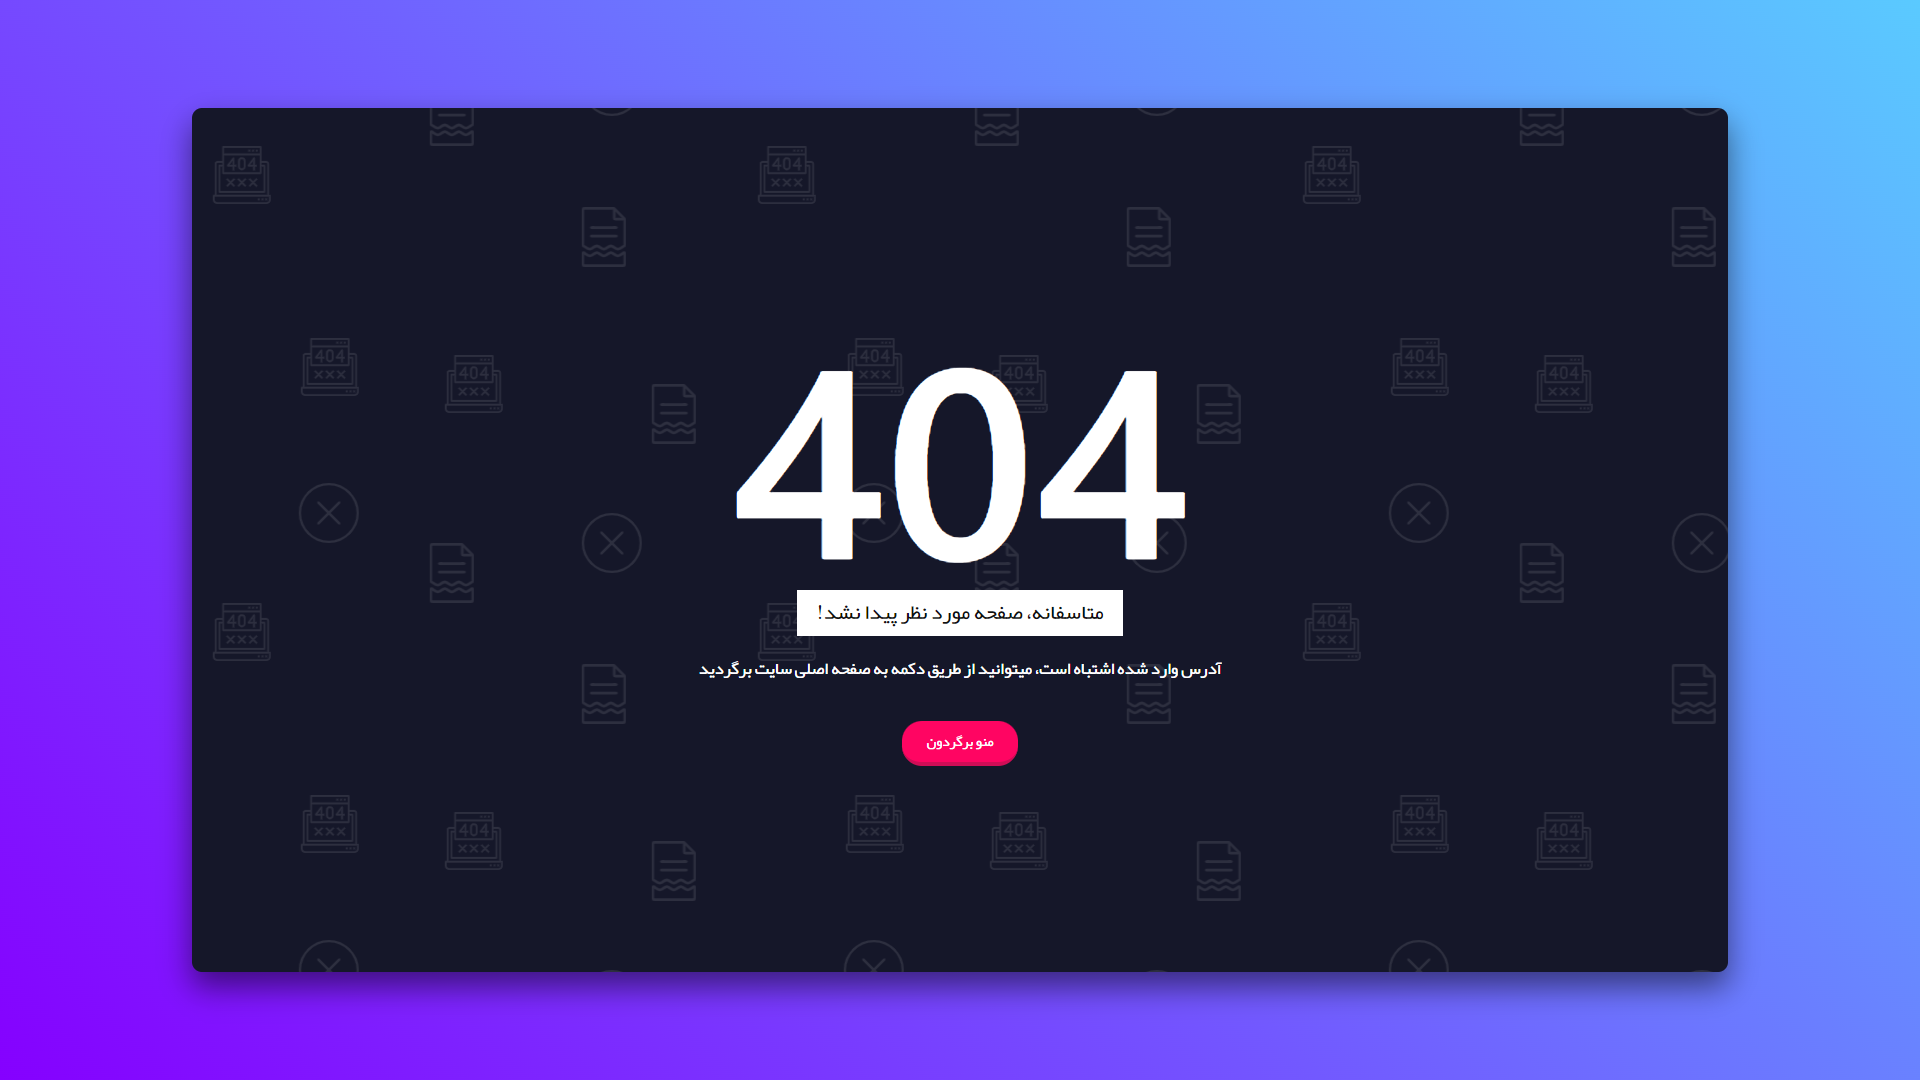 404
متاسفانه، صفحه مورد نظر پیدا نشد!
آدرس وارد شده اشتباه است، میتوانید از طریق دکمه به صفحه اصلی سایت برگردید
منو برگردون